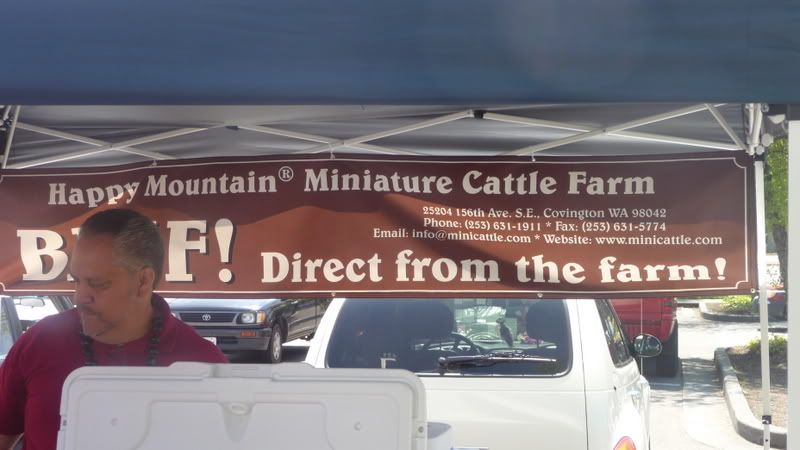 Happy Mountain® Miniature Cattle Farm
25204 156th Ave. S.E., Covington WA 98042
Phone: (253) 631-1911 * Fax: (253) 631-5774
Email: info@minicattle.com * Website: www.minicattle.com
BEEF! Direct from the farm!